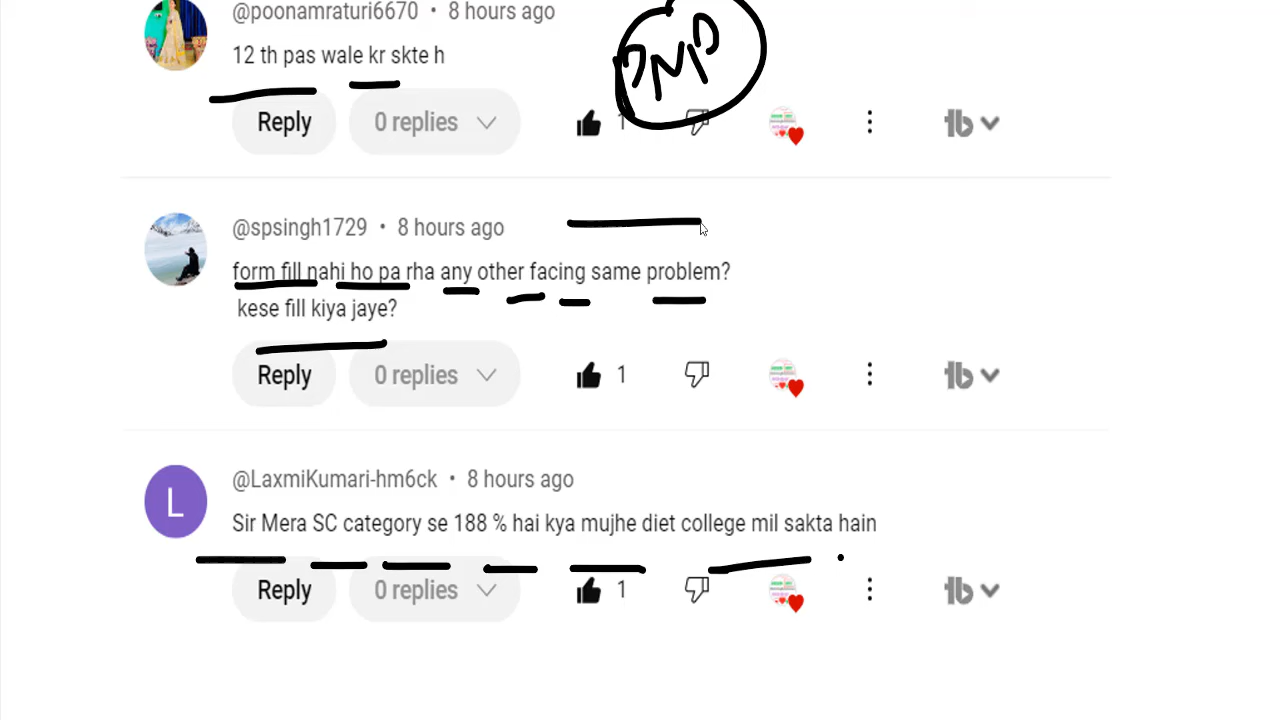 @poonamraturi6670 • 8 hours ago
12 th pas wale kr skte h
Reply 0 replies 1
@spsingh1729 • 8 hours ago
form fill nahi ho pa rha any other facing same problem?
kese fill kiya jaye?
Reply 0 replies 1
L @LaxmiKumari-hm6ck • 8 hours ago
Sir Mera SC category se 188 % hai kya mujhe diet college mil sakta hain
Reply 0 replies 1